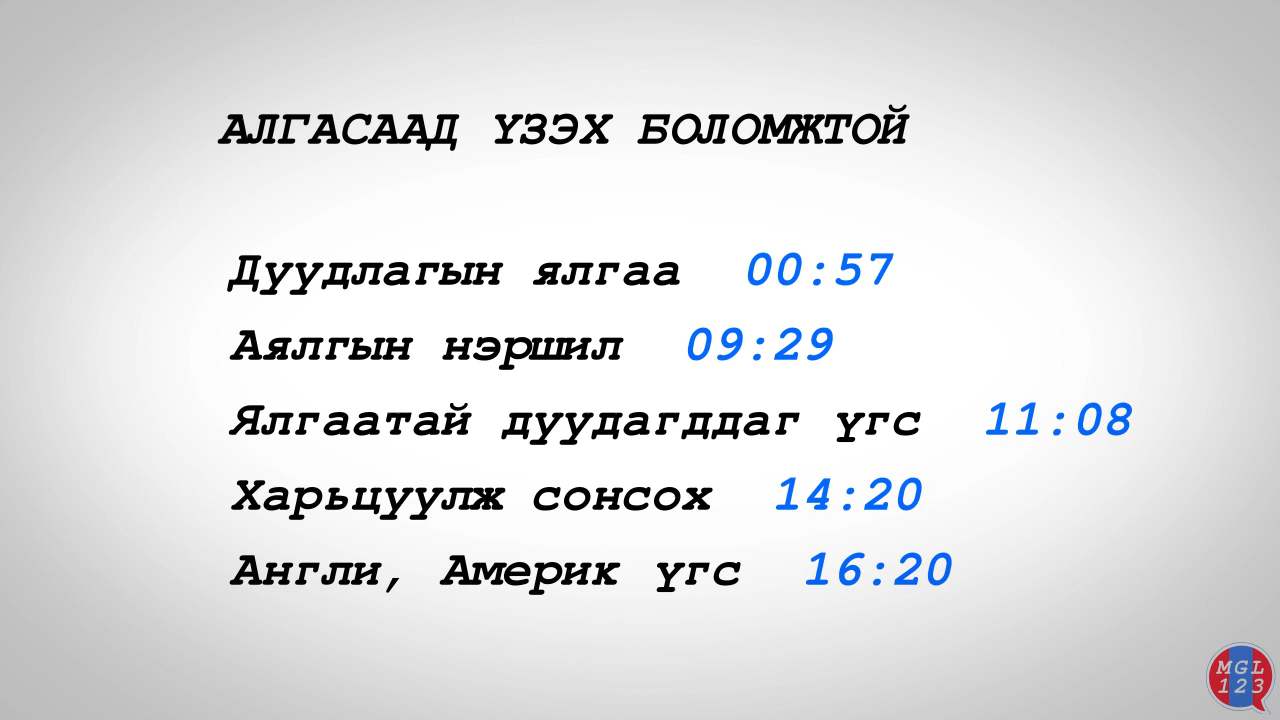 АЛГАСААД ҮЗЭХ БОЛОМЖТОЙ
Дуудлагын ялгаа 00:57
Аялгын нэршил 09:29
Ялгаатай дуудагддаг үгс 11:08
Харьцуулж сонсох 14:20
Англи, Америк үгс 16:20
MGL
123